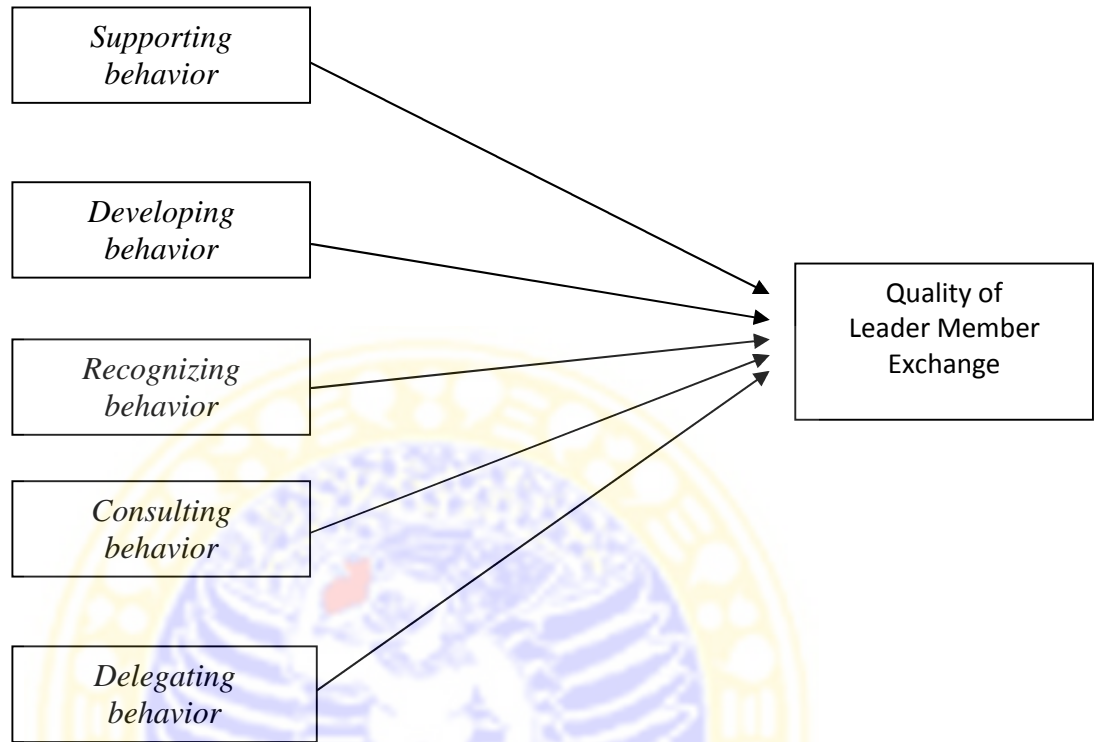 Supporting
behavior
Developing
behavior
Recognizing
behavior
Consulting
behavior
Delegating
behavior
Quality of
Leader Member
Exchange